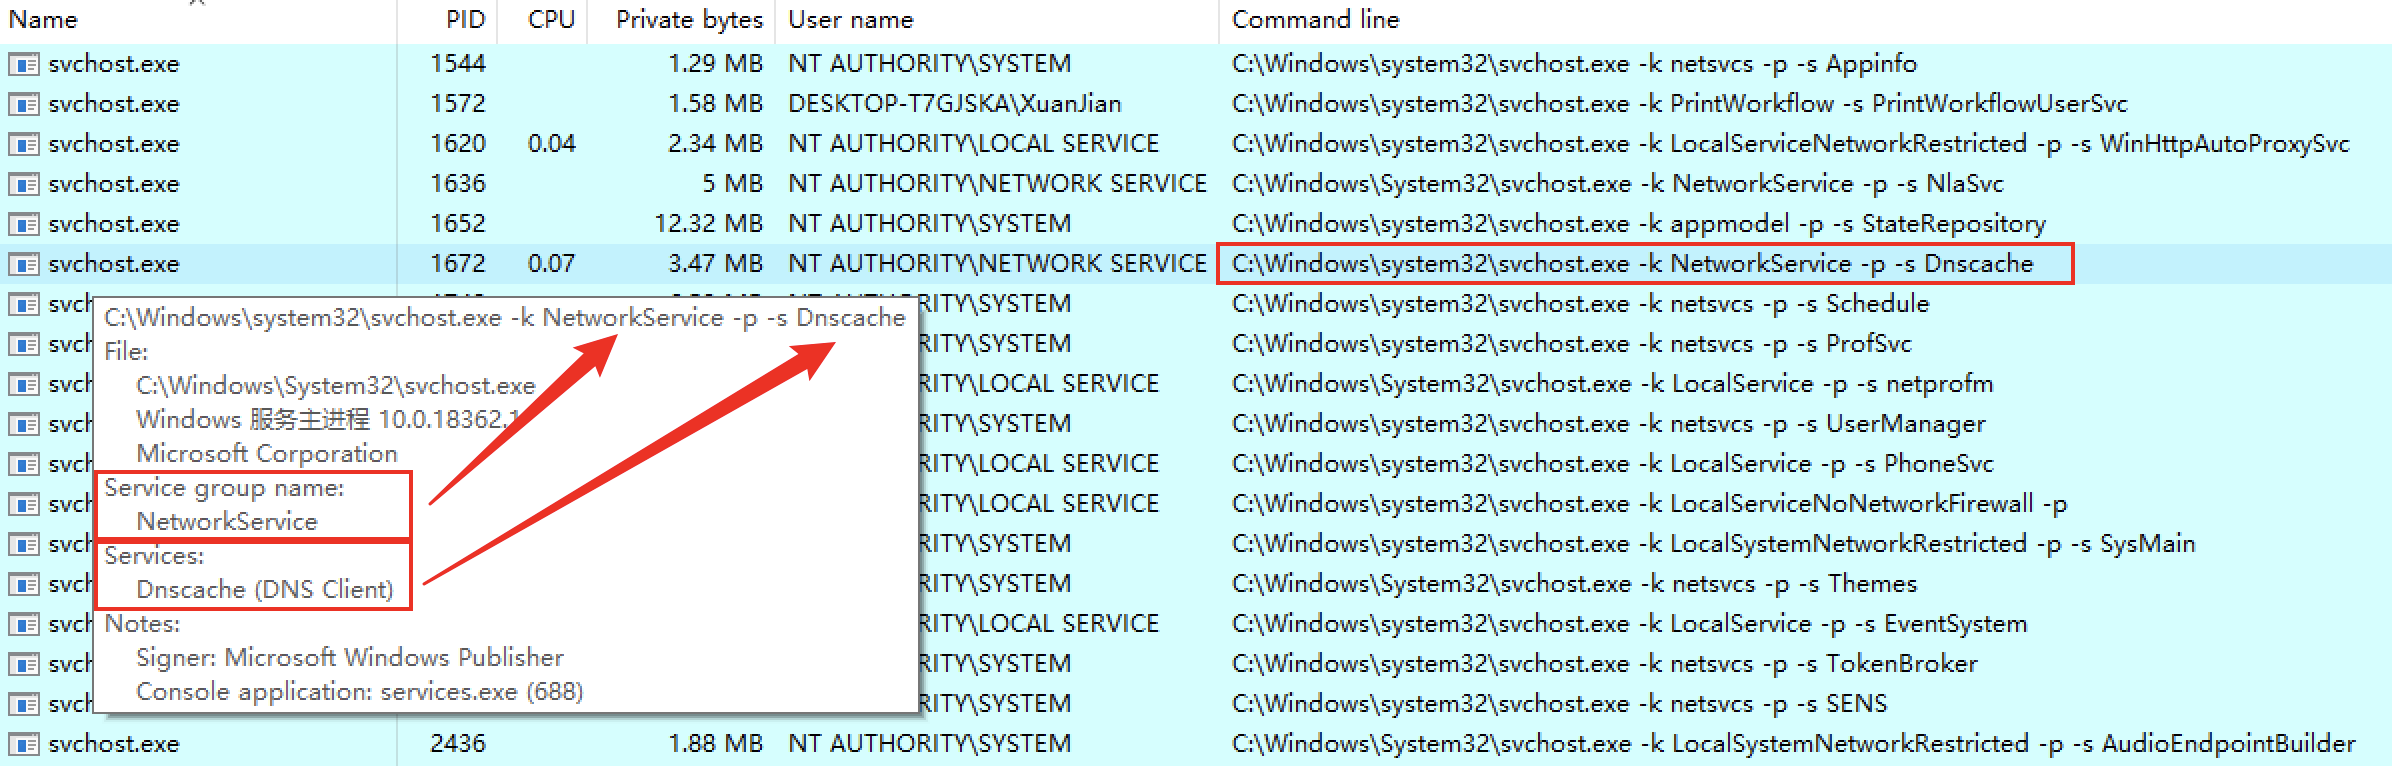 Name PID CPU Private bytes User name Command line
svchost.exe 1544 1.29 MB NT AUTHORITY\SYSTEM C:\Windows\system32\svchost.exe -k netsvcs -p -s Appinfo
svchost.exe 1572 1.58 MB DESKTOP-T7GJSKA\XuanJian C:\Windows\system32\svchost.exe -k PrintWorkflow -s PrintWorkflowUserSvc
svchost.exe 1620 0.04 2.34 MB NT AUTHORITY\LOCAL SERVICE C:\Windows\system32\svchost.exe -k LocalServiceNetworkRestricted -p -s WinHttpAutoProxySvc
svchost.exe 1636 5 MB NT AUTHORITY\NETWORK SERVICE C:\Windows\System32\svchost.exe -k NetworkService -p -s NlaSvc
svchost.exe 1652 12.32 MB NT AUTHORITY\SYSTEM C:\Windows\system32\svchost.exe -k appmodel -p -s StateRepository
svchost.exe 1672 0.07 3.47 MB NT AUTHORITY\NETWORK SERVICE C:\Windows\system32\svchost.exe -k NetworkService -p -s Dnscache
svch RITY\SYSTEM C:\Windows\system32\svchost.exe -k netsvcs -p -s Schedule
svch RITY\SYSTEM C:\Windows\system32\svchost.exe -k netsvcs -p -s ProfSvc
svch RITY\LOCAL SERVICE C:\Windows\System32\svchost.exe -k LocalService -p -s netprofm
svch RITY\SYSTEM C:\Windows\system32\svchost.exe -k netsvcs -p -s UserManager
svch RITY\LOCAL SERVICE C:\Windows\system32\svchost.exe -k LocalService -p -s PhoneSvc
svch RITY\LOCAL SERVICE C:\Windows\system32\svchost.exe -k LocalServiceNoNetworkFirewall -p
svch RITY\SYSTEM C:\Windows\system32\svchost.exe -k LocalSystemNetworkRestricted -p -s SysMain
svch RITY\SYSTEM C:\Windows\System32\svchost.exe -k netsvcs -p -s Themes
svch RITY\LOCAL SERVICE C:\Windows\system32\svchost.exe -k LocalService -p -s EventSystem
svch RITY\SYSTEM C:\Windows\system32\svchost.exe -k netsvcs -p -s TokenBroker
svch RITY\SYSTEM C:\Windows\system32\svchost.exe -k netsvcs -p -s SENS
svchost.exe 2436 1.88 MB NT AUTHORITY\SYSTEM C:\Windows\System32\svchost.exe -k LocalSystemNetworkRestricted -p -s AudioEndpointBuilder
C:\Windows\system32\svchost.exe -k NetworkService -p -s Dnscache
File:
C:\Windows\System32\svchost.exe
Windows 服务主进程 10.0.18362.1
Microsoft Corporation
Service group name:
NetworkService
Services:
Dnscache (DNS Client)
Notes:
Signer: Microsoft Windows Publisher
Console application: services.exe (688)